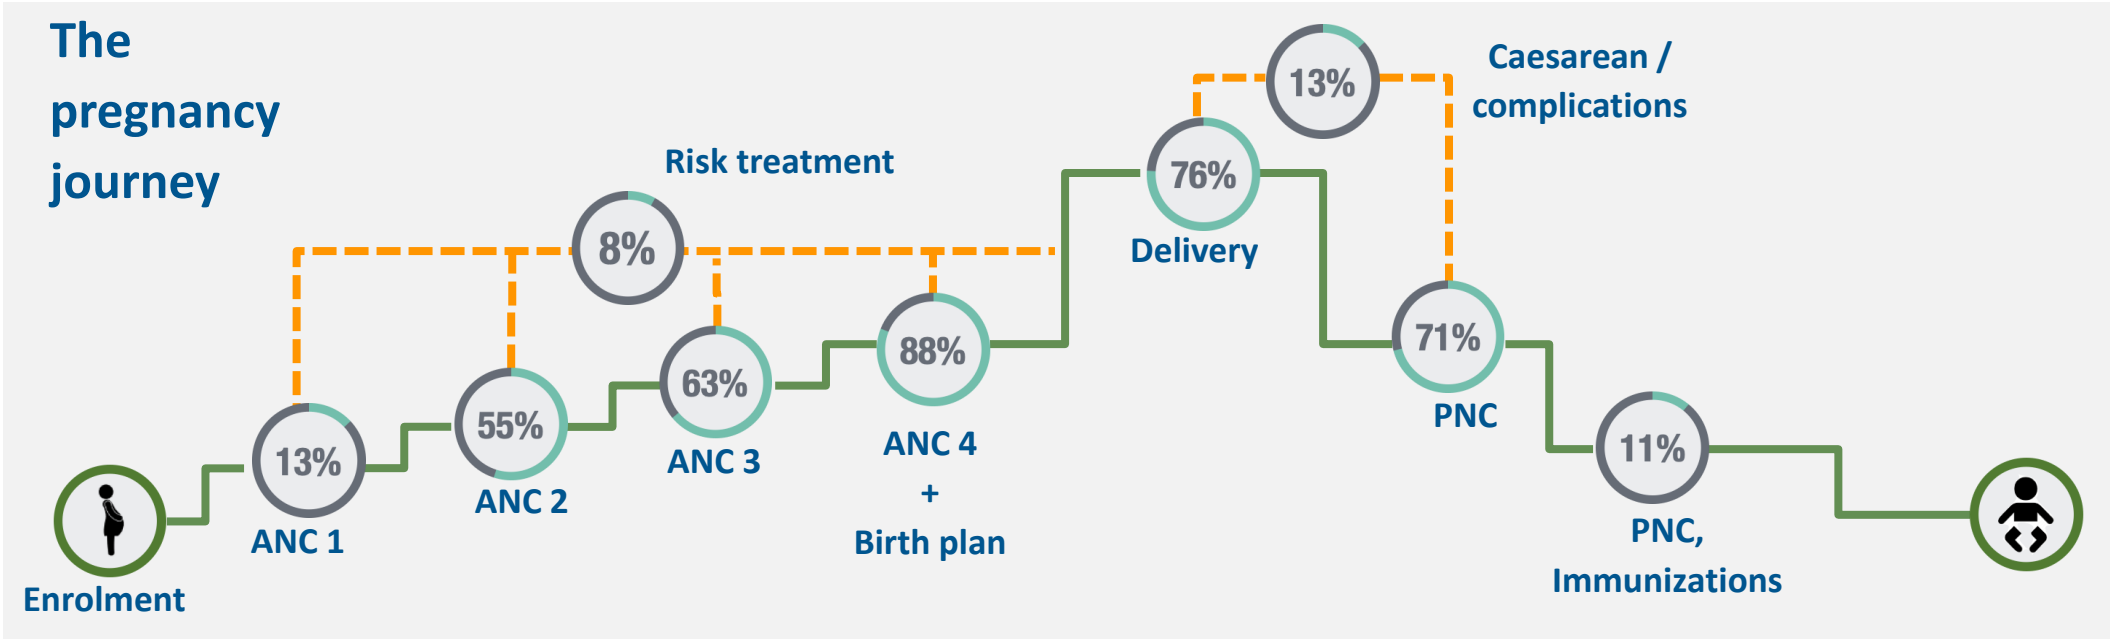 The
pregnancy
journey
Enrolment
13%
ANC 1
55%
ANC 2
8%
Risk treatment
63%
ANC 3
88%
ANC 4
+
Birth plan
76%
Delivery
13%
Caesarean /
complications
71%
PNC
11%
PNC,
Immunizations